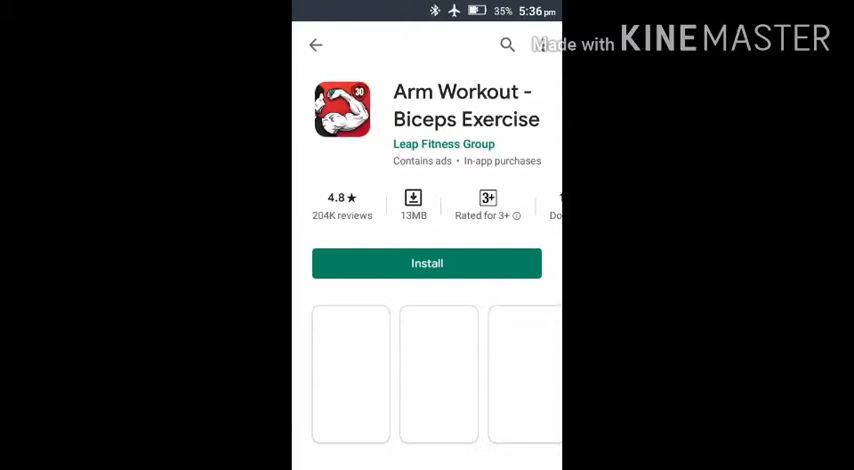 35% 5:36 pm
Made with KINEMASTER
30
Arm Workout -
Biceps Exercise
Leap Fitness Group
Contains ads • In-app purchases
4.8★ 3+
204K reviews 13MB Rated for 3+
Install